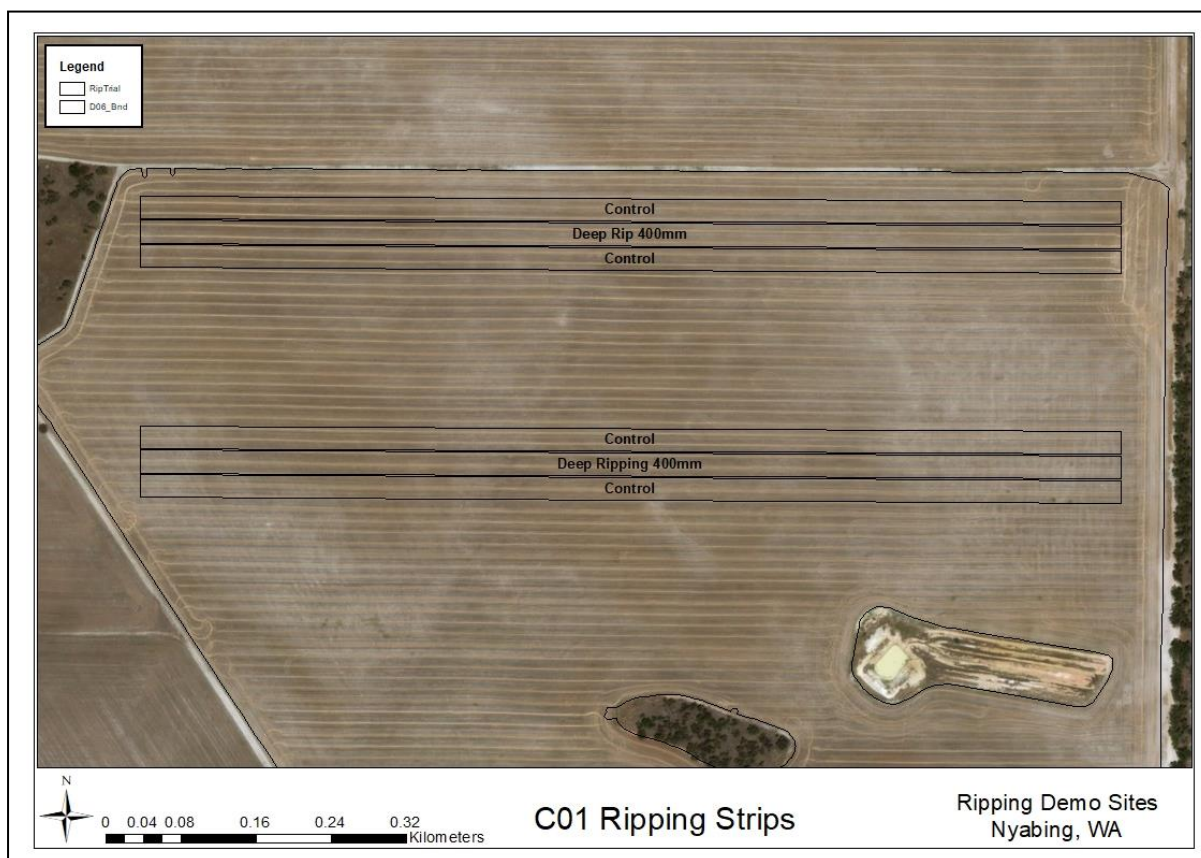 Legend
RipTrial
D06_Bnd
Control
Deep Rip 400mm
Control
Control
Deep Ripping 400mm
Control
N
0 0.04 0.08 0.16 0.24 0.32
Kilometers
C01 Ripping Strips
Ripping Demo Sites
Nyabing, WA